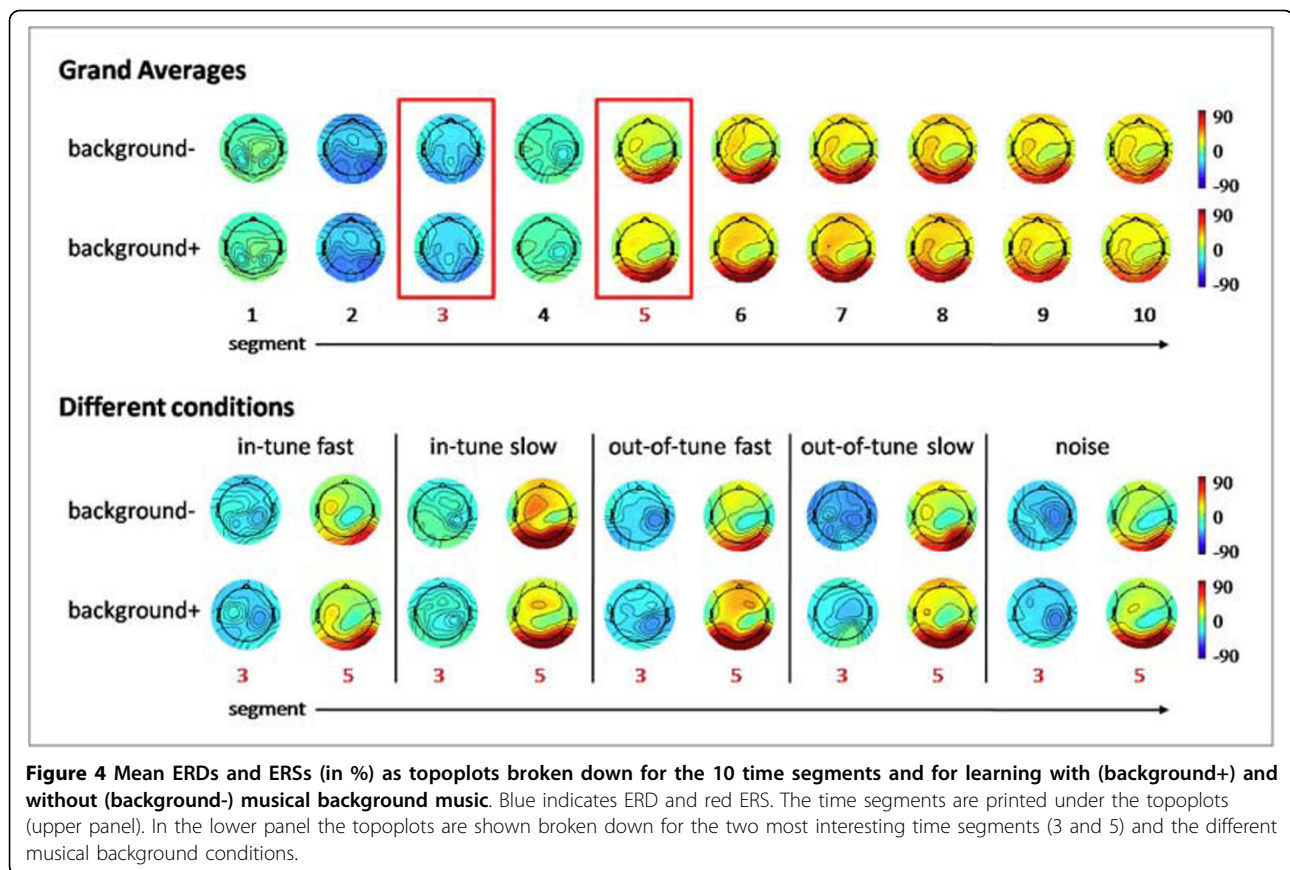 Grand Averages
background-
90
0
-90
background+
90
0
-90
1 2 3 4 5 6 7 8 9 10
segment
Different conditions
in-tune fast in-tune slow out-of-tune fast out-of-tune slow noise
background-
90
0
-90
background+
90
0
-90
3 5 3 5 3 5 3 5 3 5
segment
Figure 4 Mean ERDs and ERSs (in %) as topoplots broken down for the 10 time segments and for learning with (background+) and
without (background-) musical background music. Blue indicates ERD and red ERS. The time segments are printed under the topoplots
(upper panel). In the lower panel the topoplots are shown broken down for the two most interesting time segments (3 and 5) and the different
musical background conditions.